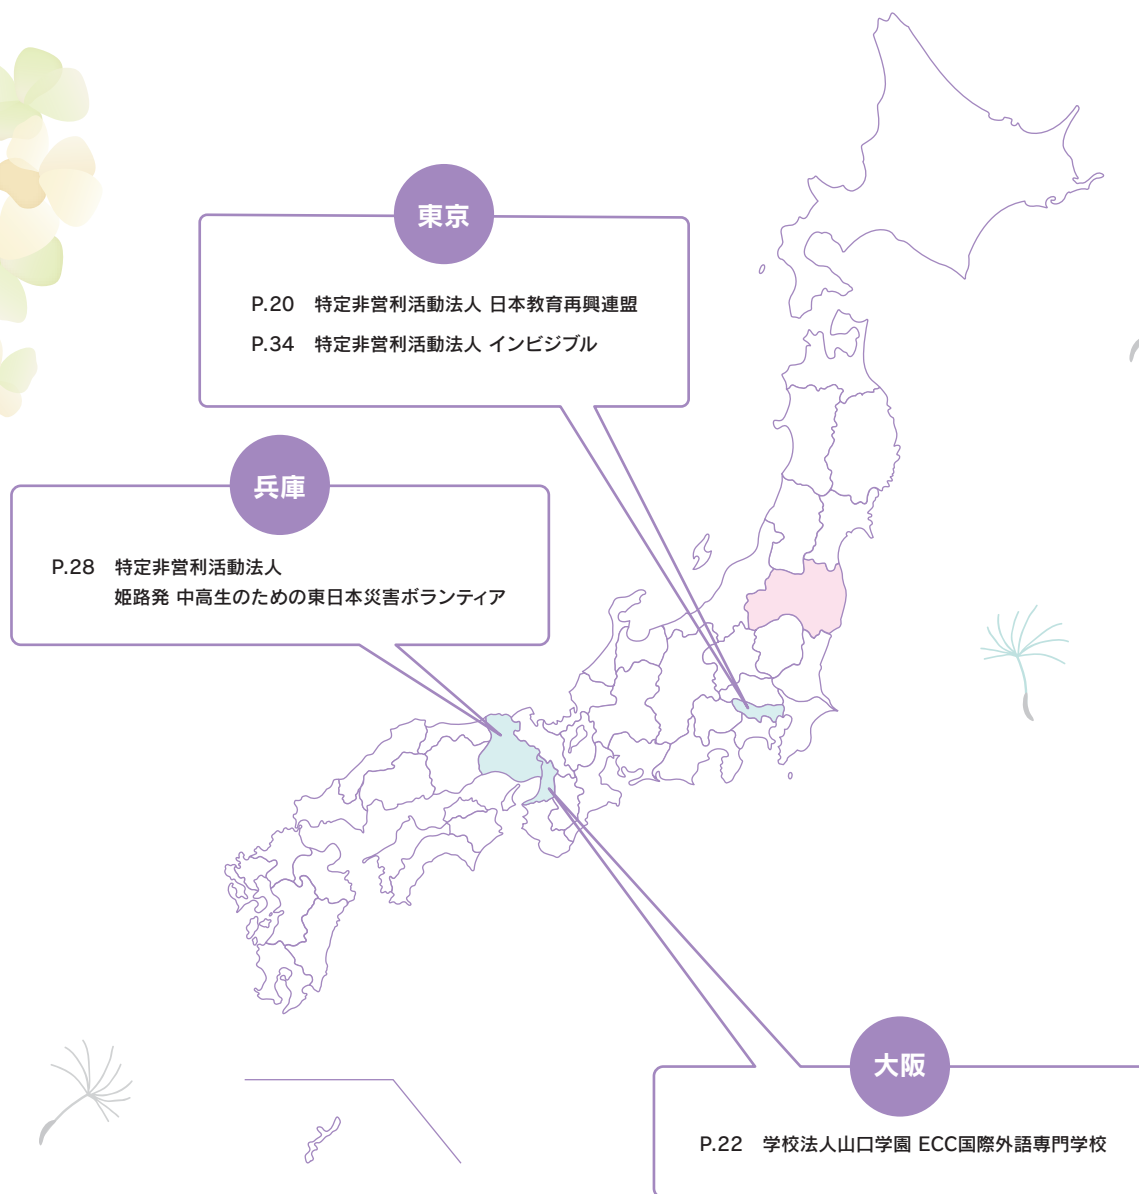 東京
P.20 特定非営利活動法人 日本教育再興連盟
P.34 特定非営利活動法人 インビジブル
兵庫
P.28 特定非営利活動法人
姫路発 中高生のための東日本災害ボランティア
大阪
P.22 学校法人山口学園 ECC国際外語専門学校